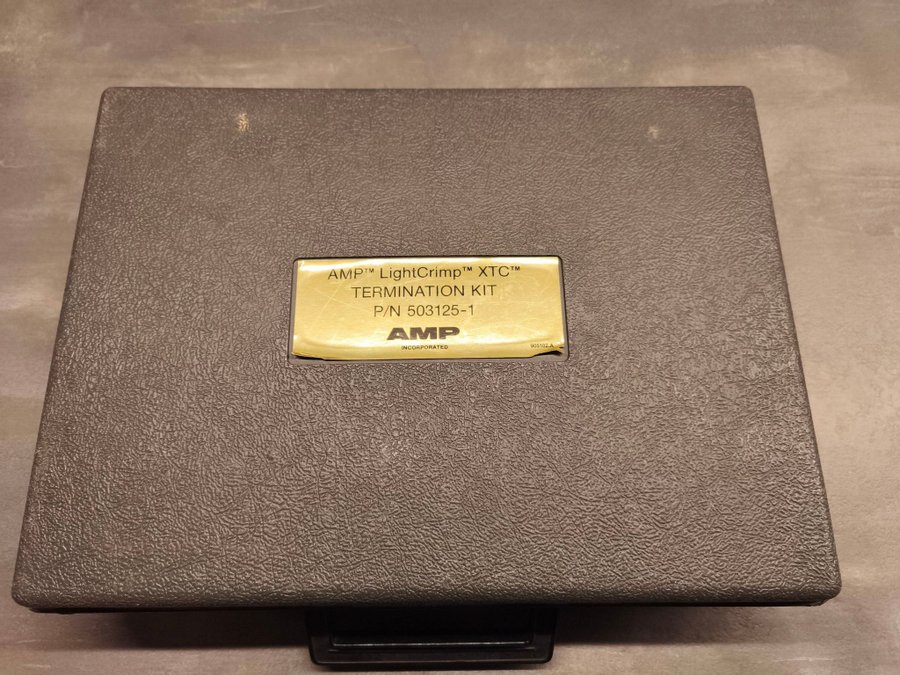 AMP™ LightCrimp™ XTC™
TERMINATION KIT
P/N 503125-1
AMP
INCORPORATED